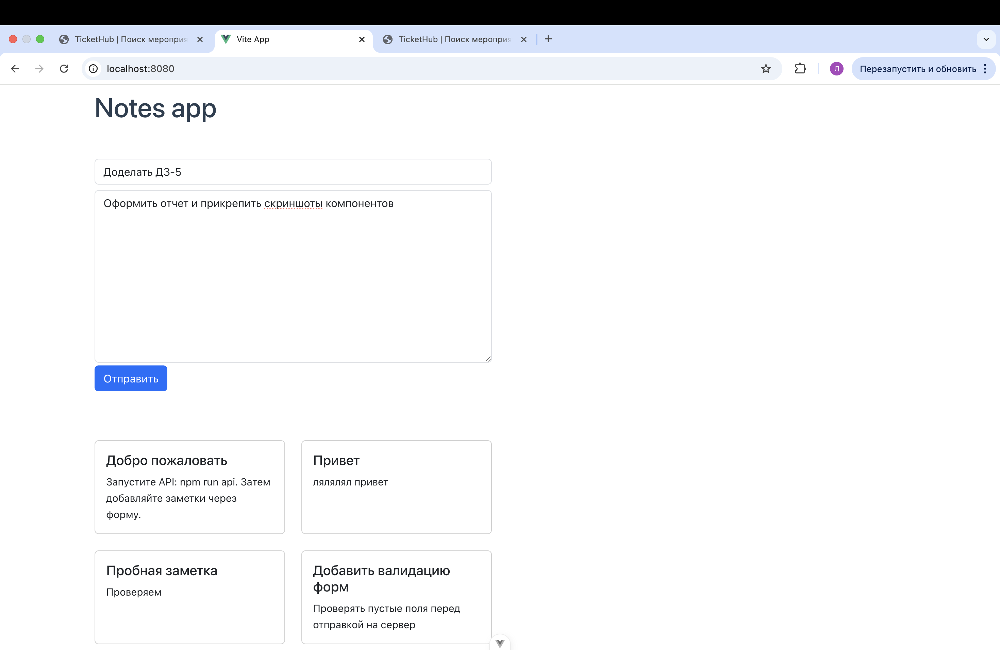 TicketHub | Поиск мероприя
Vite App
TicketHub | Поиск мероприя
localhost:8080
Л
Перезапустить и обновить
Notes app
Доделать ДЗ-5
Оформить отчет и прикрепить скриншоты компонентов
Отправить
Добро пожаловать
Запустите API: npm run api. Затем
добавляйте заметки через
форму.
Привет
лялялял привет
Пробная заметка
Проверяем
Добавить валидацию
форм
Проверять пустые поля перед
отправкой на сервер